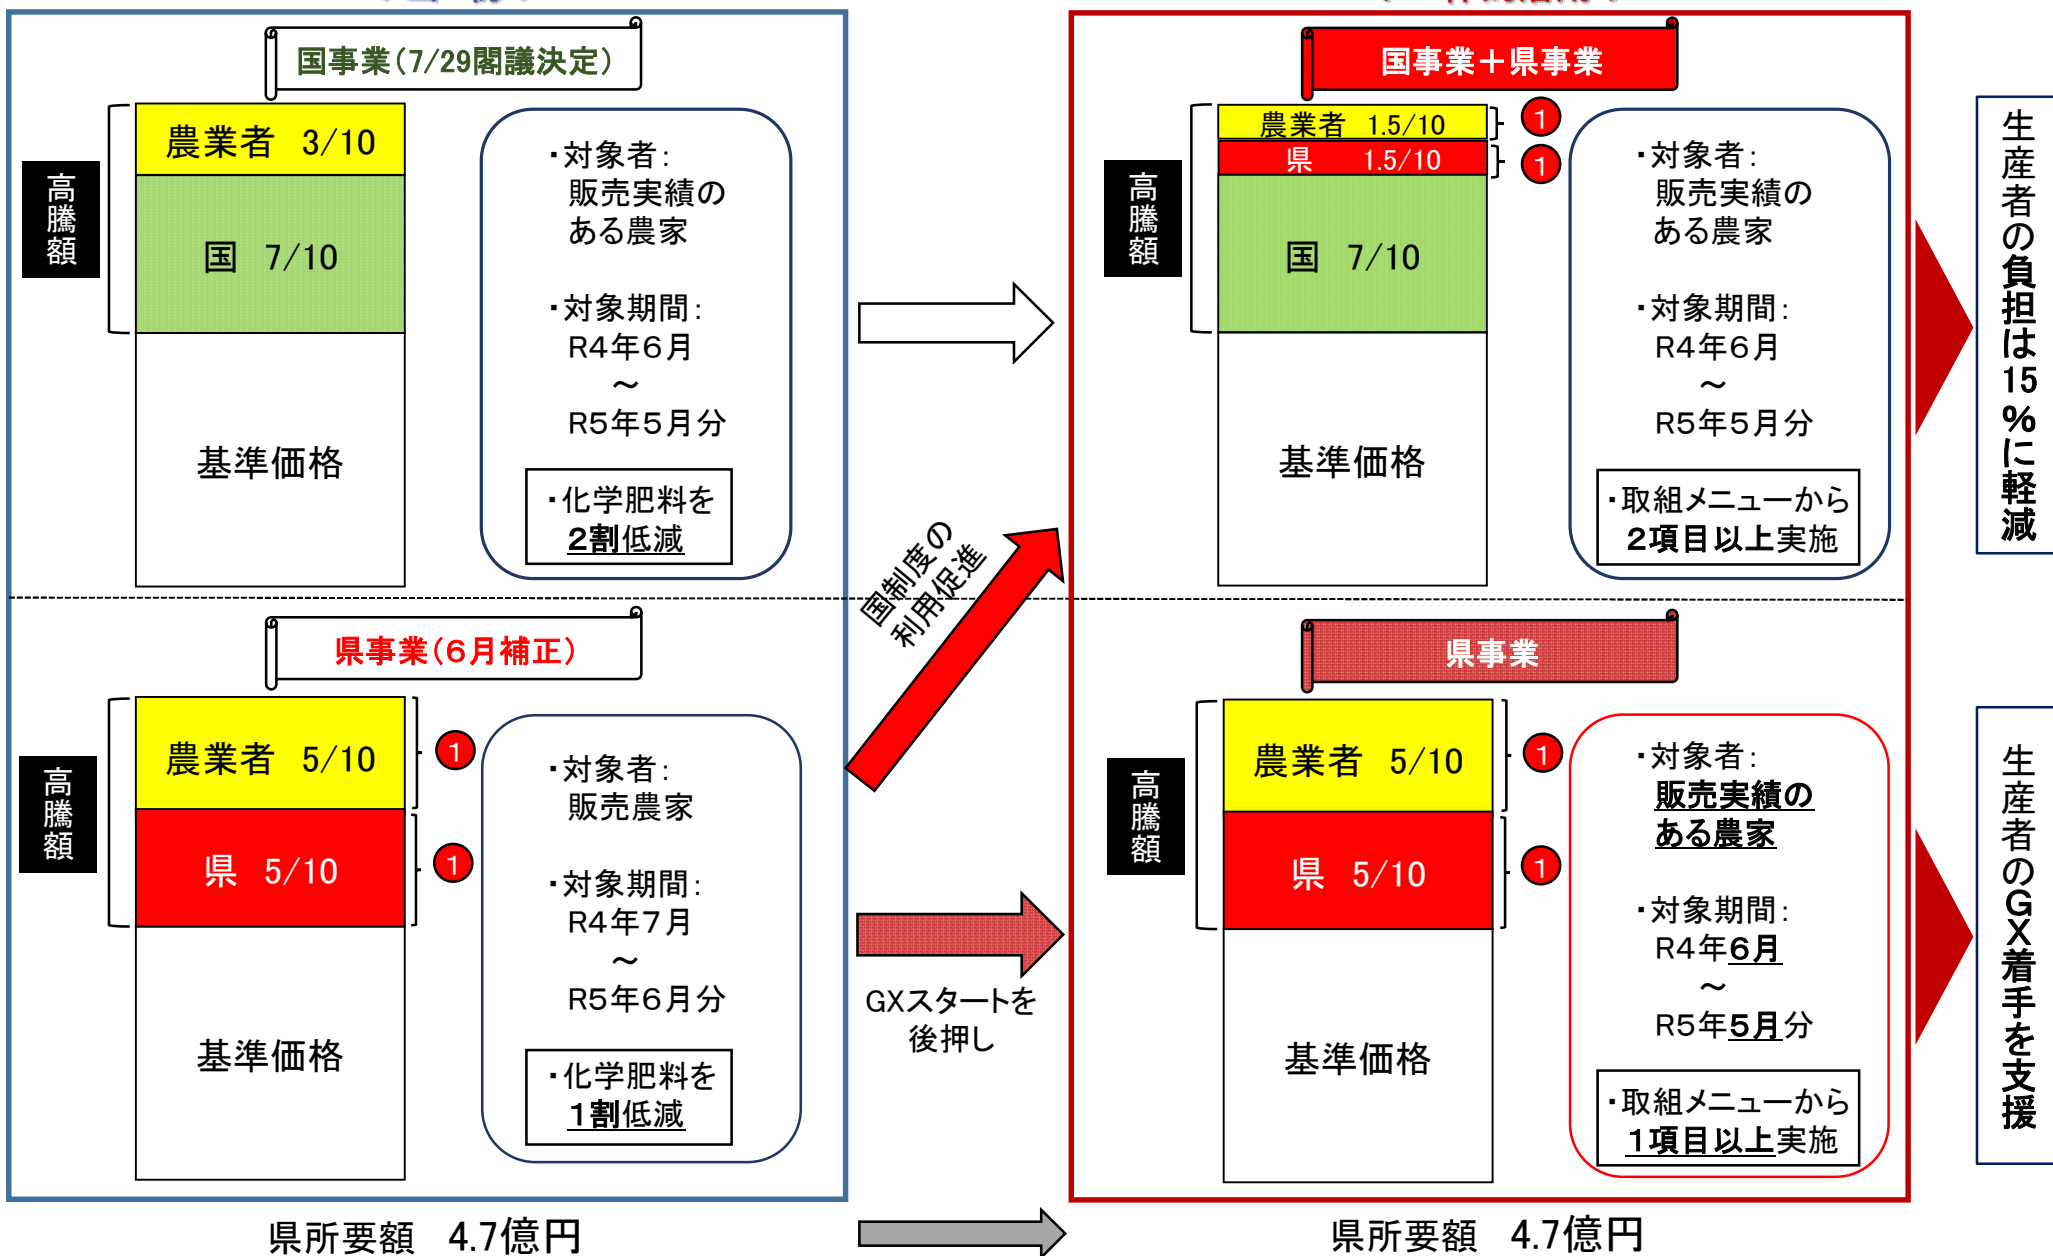 国事業(7/29閣議決定)
高騰額
農業者 3/10
国 7/10
基準価格
・対象者:
販売実績の
ある農家
・対象期間:
R4年6月
～
R5年5月分
・化学肥料を
2割低減
県事業(6月補正)
高騰額
農業者 5/10
1
県 5/10
1
基準価格
・対象者:
販売農家
・対象期間:
R4年7月
～
R5年6月分
・化学肥料を
1割低減
県所要額 4.7億円
国制度の
利用促進
GXスタートを
後押し
国事業＋県事業
高騰額
農業者 1.5/10
1
県 1.5/10
1
国 7/10
基準価格
・対象者:
販売実績の
ある農家
・対象期間:
R4年6月
～
R5年5月分
・取組メニューから
2項目以上実施
県事業
高騰額
農業者 5/10
1
県 5/10
1
基準価格
・対象者:
販売実績の
ある農家
・対象期間:
R4年6月
～
R5年5月分
・取組メニューから
1項目以上実施
県所要額 4.7億円
生産者の負担は15%に軽減
生産者のGX着手を支援